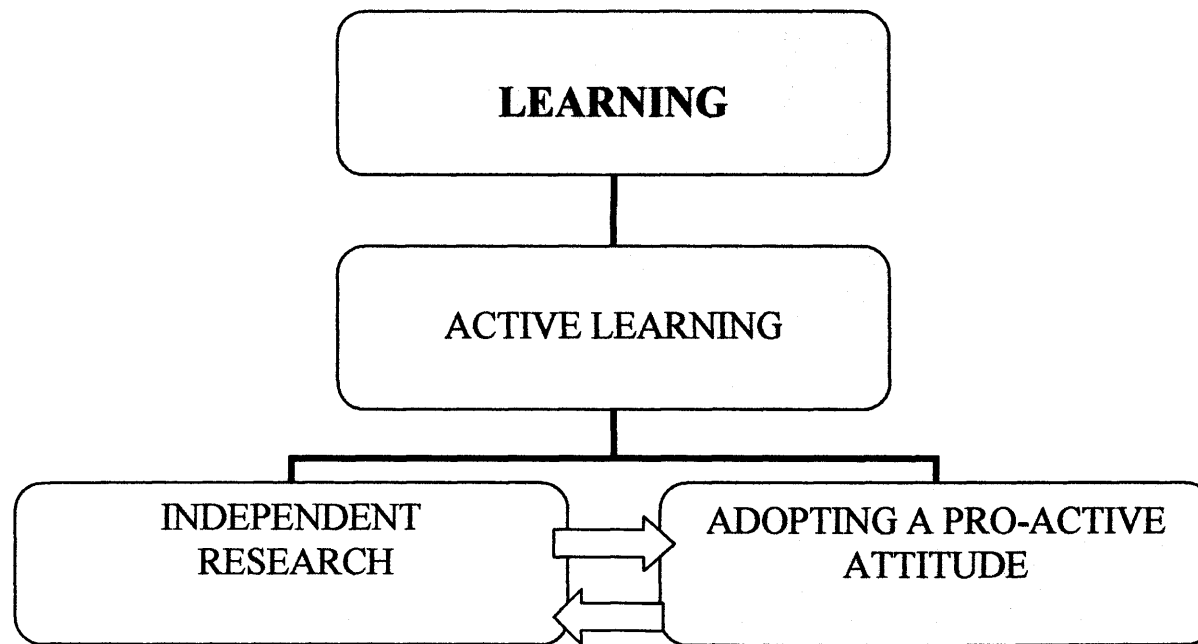 LEARNING
ACTIVE LEARNING
INDEPENDENT
RESEARCH
ADOPTING A PRO-ACTIVE
ATTITUDE